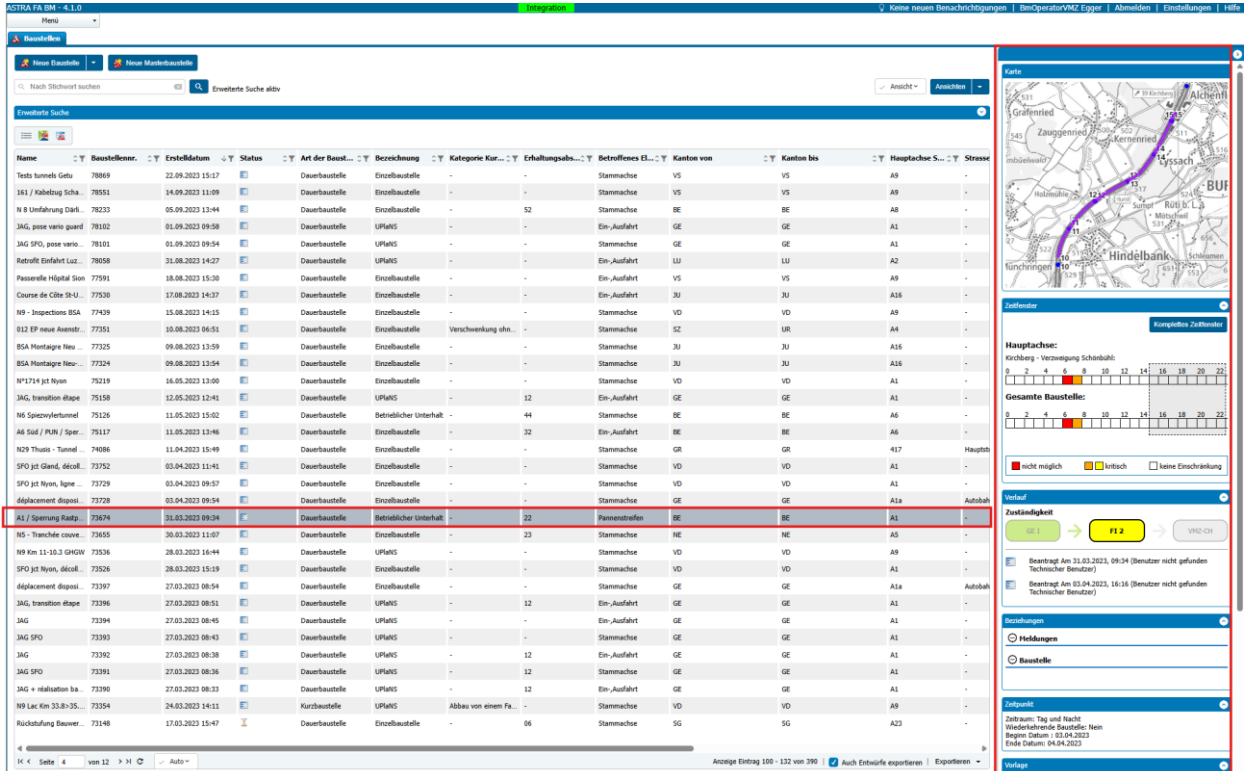 ASTRA FA BM - 4.1.0 Integration Keine neuen Benachrichtigungen | BmOperatorVMZ Egger | Abmelden | Einstellungen | Hilfe
Menü
Baustellen
Neue Baustelle Neue Masterbaustelle
Nach Stichwort suchen Erweiterte Suche aktiv Ansicht Ansichten
Erweiterte Suche
Name Baustellennr. Erstelldatum Status Art der Baust... Bezeichnung Kategorie Kur... Erhaltungsabs... Betroffenes El... Kanton von Kanton bis Hauptachse S... Strasse
Tests tunnels Getu 78869 22.09.2023 15:17 Dauerbaustelle Einzelbaustelle - - Stammachse VS VS A9 -
161 / Kabelzug Scha... 78551 14.09.2023 11:09 Dauerbaustelle Einzelbaustelle - - Stammachse VS VS A9 -
N 8 Umfahrung Därli... 78233 05.09.2023 13:44 Dauerbaustelle Einzelbaustelle - 52 Stammachse BE BE A8 -
JAG, pose vario guard 78102 01.09.2023 09:58 Dauerbaustelle UPlaNS - - Ein-,Ausfahrt GE GE A1 -
JAG SFO, pose vario... 78101 01.09.2023 09:54 Dauerbaustelle UPlaNS - - Stammachse GE GE A1 -
Retrofit Einfahrt Luz... 78058 31.08.2023 14:27 Dauerbaustelle UPlaNS - - Ein-,Ausfahrt LU LU A2 -
Passerelle Hôpital Sion 77591 18.08.2023 15:30 Dauerbaustelle Einzelbaustelle - - Ein-,Ausfahrt VS VS A9 -
Course de Côte St-U... 77530 17.08.2023 14:37 Dauerbaustelle Einzelbaustelle - - Ein-,Ausfahrt JU JU A16 -
N9 - Inspections BSA 77439 15.08.2023 14:15 Dauerbaustelle Einzelbaustelle - - Stammachse VD VD A9 -
012 EP neue Axenstr... 77351 10.08.2023 06:51 Dauerbaustelle Einzelbaustelle Verschwenkung ohn... - Stammachse SZ UR A4 -
BSA Montaigre Neu ... 77325 09.08.2023 13:59 Dauerbaustelle Einzelbaustelle - - Stammachse JU JU A16 -
BSA Montaigre Neu-... 77324 09.08.2023 13:54 Dauerbaustelle Einzelbaustelle - - Stammachse JU JU A16 -
N°1714 jct Nyon 75219 16.05.2023 13:00 Dauerbaustelle Einzelbaustelle - - Stammachse VD VD A1 -
JAG, transition étape 75158 12.05.2023 12:41 Dauerbaustelle UPlaNS - 12 Ein-,Ausfahrt GE GE A1 -
N6 Spiezwylertunnel 75126 11.05.2023 15:02 Dauerbaustelle Betrieblicher Unterhalt - 44 Stammachse BE BE A6 -
A6 Süd / PUN / Sper... 75117 11.05.2023 13:46 Dauerbaustelle Einzelbaustelle - 32 Ein-,Ausfahrt BE BE A6 -
N29 Thusis - Tunnel ... 74086 11.04.2023 15:49 Dauerbaustelle Einzelbaustelle - - Stammachse GR GR 417 Hauptstr
SFO jct Gland, décoll... 73752 03.04.2023 11:41 Dauerbaustelle Einzelbaustelle - - Stammachse VD VD A1 -
SFO jct Nyon, ligne ... 73729 03.04.2023 09:57 Dauerbaustelle Einzelbaustelle - - Stammachse VD VD A1 -
déplacement disposi... 73728 03.04.2023 09:54 Dauerbaustelle Einzelbaustelle - - Stammachse GE GE A1a Autobah
A1 / Sperrung Rastp... 73674 31.03.2023 09:34 Dauerbaustelle Betrieblicher Unterhalt - 22 Pannenstreifen BE BE A1 -
N5 - Tranchée couve... 73655 30.03.2023 11:07 Dauerbaustelle Einzelbaustelle - 23 Stammachse NE NE A5 -
N9 Km 11-10.3 GHGW 73536 28.03.2023 16:44 Dauerbaustelle UPlaNS - - Stammachse VD VD A9 -
SFO jct Nyon, décoll... 73526 28.03.2023 15:19 Dauerbaustelle Einzelbaustelle - - Stammachse VD VD A1 -
déplacement disposi... 73397 27.03.2023 08:54 Dauerbaustelle Einzelbaustelle - - Stammachse GE GE A1a Autobah
JAG, transition étape 73396 27.03.2023 08:51 Dauerbaustelle UPlaNS - 12 Ein-,Ausfahrt GE GE A1 -
JAG 73394 27.03.2023 08:45 Dauerbaustelle UPlaNS - - Ein-,Ausfahrt GE GE A1 -
JAG SFO 73393 27.03.2023 08:43 Dauerbaustelle UPlaNS - - Stammachse GE GE A1 -
JAG 73392 27.03.2023 08:38 Dauerbaustelle UPlaNS - 12 Ein-,Ausfahrt GE GE A1 -
JAG SFO 73391 27.03.2023 08:36 Dauerbaustelle UPlaNS - 12 Stammachse GE GE A1 -
JAG + réalisation ba... 73390 27.03.2023 08:33 Dauerbaustelle UPlaNS - 12 Ein-,Ausfahrt GE GE A1 -
N9 Lac Km 33.8>35.... 73354 24.03.2023 14:11 Kurzbaustelle UPlaNS Abbau von einem Fa... - Stammachse VD VD A9 -
Rückstufung Bauwer... 73148 17.03.2023 15:47 Dauerbaustelle Einzelbaustelle - 06 Stammachse SG SG A23 -
Seite 4 von 12 Auto Anzeige Eintrag 100 - 132 von 390 | Auch Entwürfe exportieren | Exportieren
Karte
531 39 Kirchberg Alchenfl
Grafenried 15
545 Zauggenried 502 Kernenried 511
4 516
14 Lyssach
13 BUF
Holzmühle 12 517 524
Sumpf Rüti b. L.
Mötschwil
11 531
27 656
522 Hindelbank Schleumen
10
Münchringen 10 529 651 553
Zeitfenster
Komplettes Zeitfenster
Hauptachse:
Kirchberg - Verzweigung Schönbühl:
0 2 4 6 8 10 12 14 16 18 20 22
Gesamte Baustelle:
0 2 4 6 8 10 12 14 16 18 20 22
nicht möglich kritisch keine Einschränkung
Verlauf
Zuständigkeit
GE 1 FI 2 VMZ-CH
Beantragt Am 31.03.2023, 09:34 (Benutzer nicht gefunden
Technischer Benutzer)
Beantragt Am 03.04.2023, 16:16 (Benutzer nicht gefunden
Technischer Benutzer)
Beziehungen
Meldungen
Baustelle
Zeitpunkt
Zeitraum: Tag und Nacht
Wiederkehrende Baustelle: Nein
Beginn Datum : 03.04.2023
Ende Datum: 04.04.2023
Vorlage